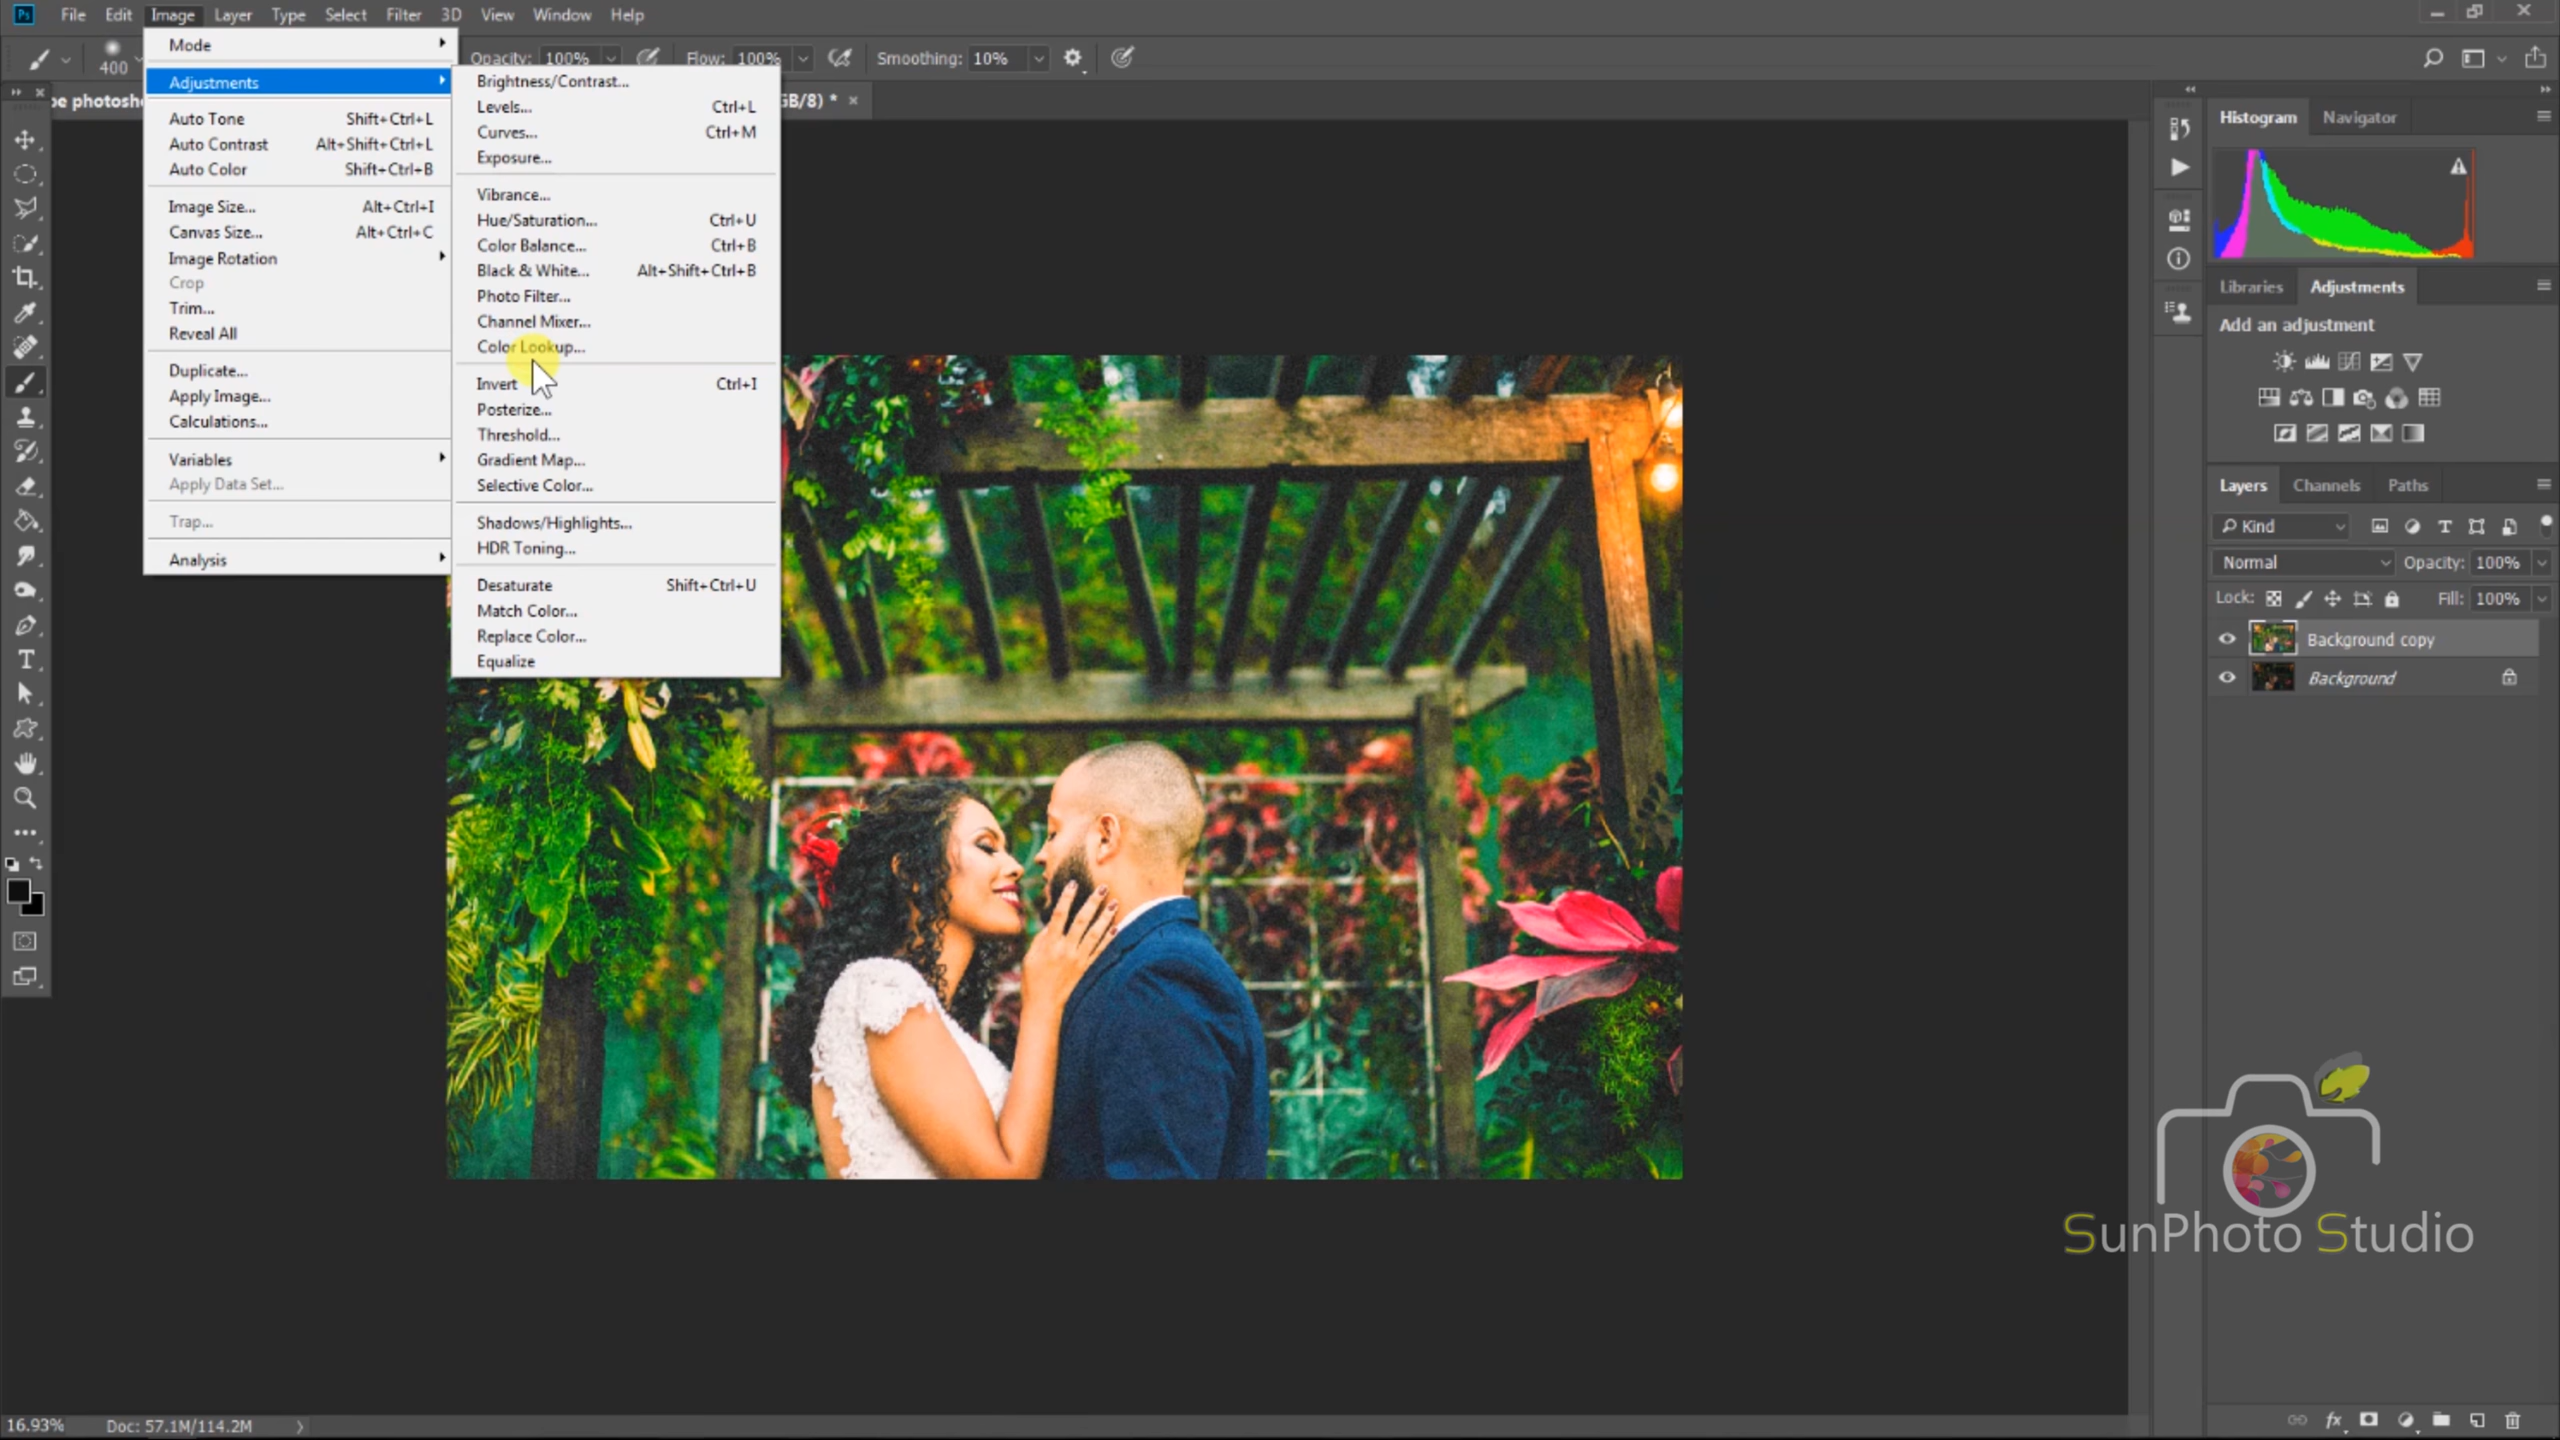 Ps File Edit Image Layer Type Select Filter 3D View Window Help
400 Opacity: 100% Flow: 100% Smoothing: 10%
GB/8) * ×
Mode
Adjustments
Auto Tone Shift+Ctrl+L
Auto Contrast Alt+Shift+Ctrl+L
Auto Color Shift+Ctrl+B
Image Size... Alt+Ctrl+I
Canvas Size... Alt+Ctrl+C
Image Rotation
Crop
Trim...
Reveal All
Duplicate...
Apply Image...
Calculations...
Variables
Apply Data Set...
Trap...
Analysis
Brightness/Contrast...
Levels... Ctrl+L
Curves... Ctrl+M
Exposure...
Vibrance...
Hue/Saturation... Ctrl+U
Color Balance... Ctrl+B
Black & White... Alt+Shift+Ctrl+B
Photo Filter...
Channel Mixer...
Color Lookup...
Invert Ctrl+I
Posterize...
Threshold...
Gradient Map...
Selective Color...
Shadows/Highlights...
HDR Toning...
Desaturate Shift+Ctrl+U
Match Color...
Replace Color...
Equalize
Histogram Navigator
Libraries Adjustments
Add an adjustment
Layers Channels Paths
Kind
Normal Opacity: 100%
Lock: Fill: 100%
Background copy
Background
SunPhoto Studio
16.93% Doc: 57.1M/114.2M